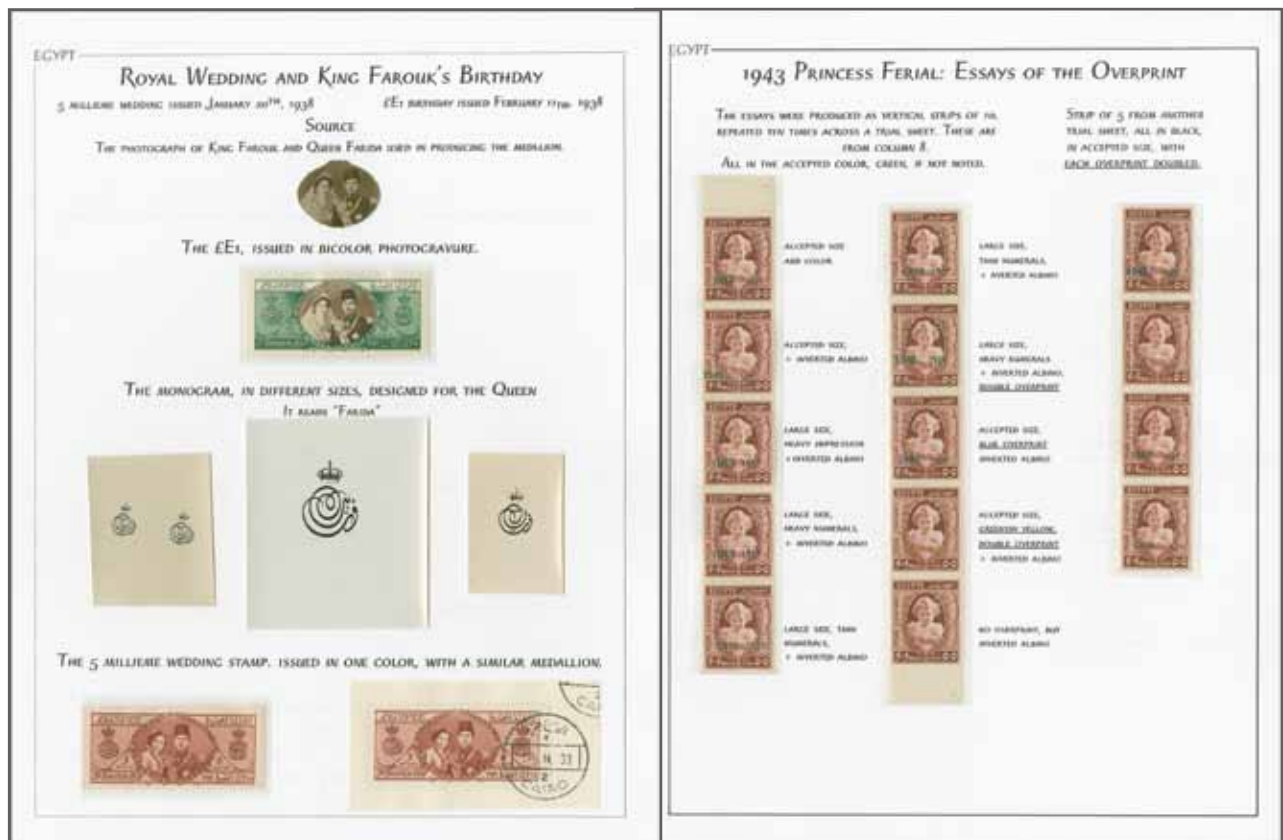 EGYPT
Royal Wedding and King Farouk's Birthday
5 millieme wedding issued January 20TH, 1938
£E1 birthday issued February 11TH, 1938
Source
The photograph of King Farouk and Queen Farida used in producing the medallion.
The £E1, issued in bicolor photogravure.
The monogram, in different sizes, designed for the Queen
It reads "Farida"
The 5 millieme wedding stamp, issued in one color, with a similar medallion.
CAIRO
EGYPT
1943 Princess Ferial: Essays of the Overprint
The essays were produced as vertical strips of 10,
repeated ten times across a trial sheet. These are
from column 8.
All in the accepted color, green, if not noted.
Strip of 5 from another
trial sheet, all in black,
in accepted size, with
each overprint doubled.
Accepted size
and color
Accepted size,
+ inverted albino
Large size,
heavy impression
+ inverted albino
Large size,
heavy numerals,
+ inverted albino
Large size, thin
numerals,
+ inverted albino
Large size,
thin numerals,
+ inverted albino
Large size,
heavy numerals
+ inverted albino,
double overprint
Accepted size,
blue overprint
inverted albino
Accepted size,
greenish yellow,
double overprint
+ inverted albino
No overprint, but
inverted albino